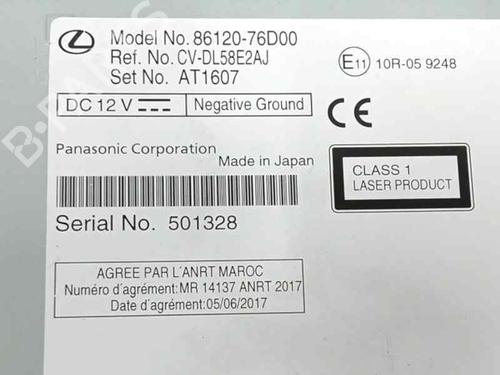 Model No. 86120-76D00
Ref. No. CV-DL58E2AJ
Set No. AT1607
E11 10R-05 9248
DC 12 V
Negative Ground
CE
Panasonic Corporation
Made in Japan
CLASS 1
LASER PRODUCT
Serial No. 501328
AGREE PAR L'ANRT MAROC
Numéro d'agrément:MR 14137 ANRT 2017
Date d'agrément:05/06/2017